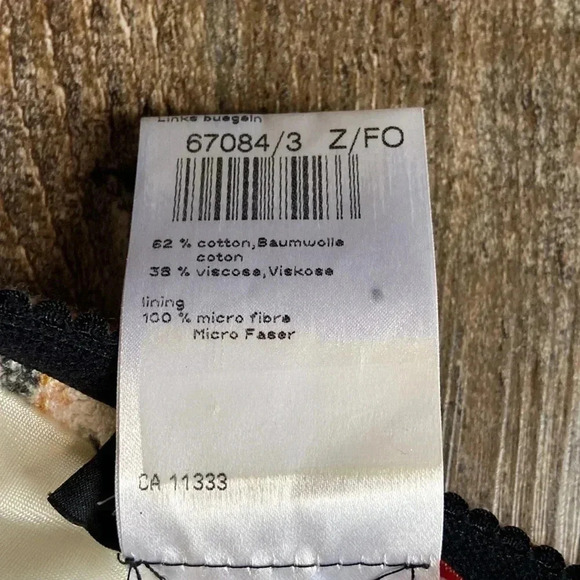 Links buegeln
67084/3 Z/FO
62 % cotton,Baumwolle
coton
38 % viscose,Viskose
lining
100 % micro fibre
Micro Faser
CA 11333